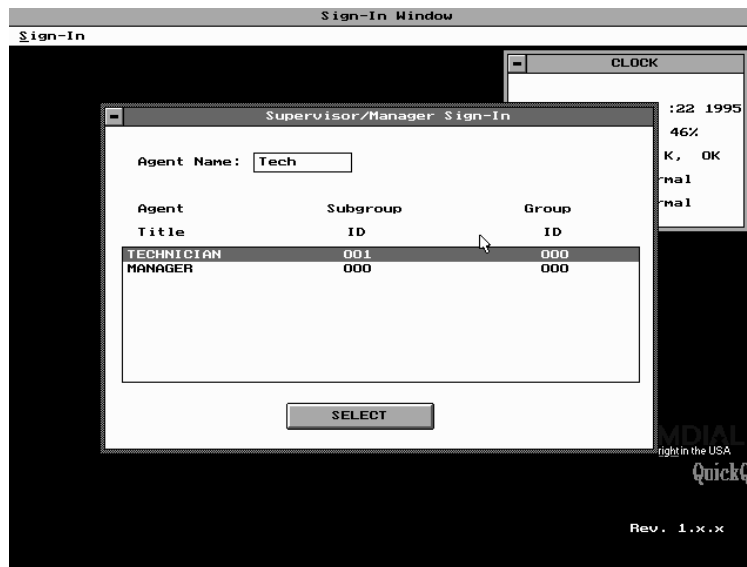 Sign-In Window
Sign-In
CLOCK
:22 1995
46%
K, OK
rmal
rmal
Supervisor/Manager Sign-In
Agent Name: Tech
Agent Subgroup Group
Title ID ID
TECHNICIAN 001 000
MANAGER 000 000
SELECT
MDIAL
right in the USA
QuickQ
Rev. 1.x.x